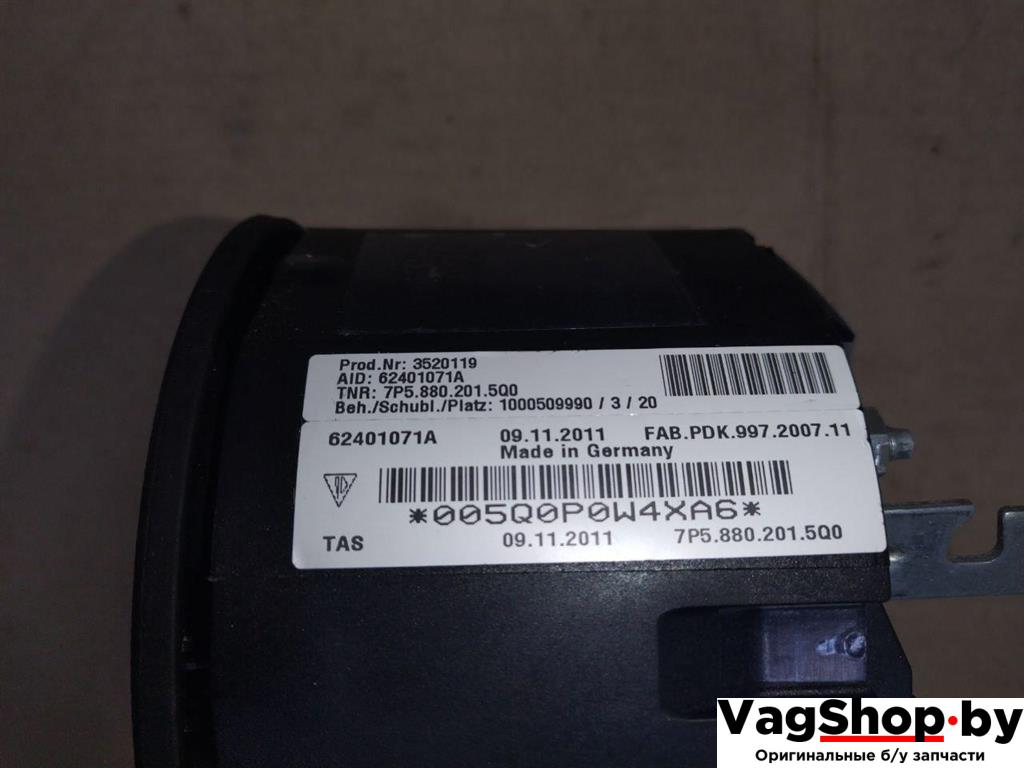 Prod.Nr: 3520119
AID: 62401071A
TNR: 7P5.880.201.5Q0
Beh./Schubl./Platz: 1000509990 / 3 / 20
62401071A 09.11.2011 FAB.PDK.997.2007.11
Made in Germany
*005Q0P0W4XA6*
TAS 09.11.2011 7P5.880.201.5Q0
VagShop.by
Оригинальные б/у запчасти